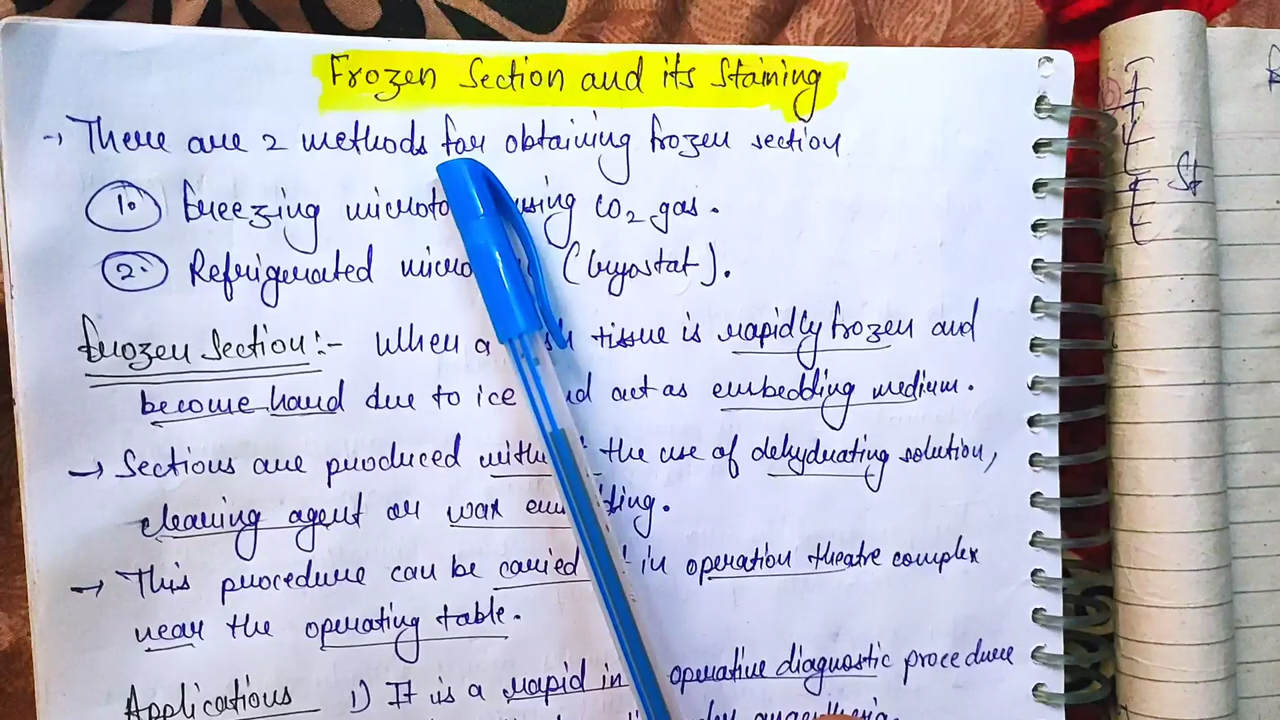 Frozen Section and its Staining
→ There are 2 methods for obtaining frozen section
1. freezing microto using CO2 gas.
2. Refrigerated micro (Cryostat).
frozen Section:- When a tissue is rapidly frozen and
become hard due to ice act as embedding medium.
→ Sections are produced with the use of dehydrating solution,
clearing agent or wax
→ This procedure can be carried in operation theatre complex
near the operating table.
Applications 1) It is a rapid in operative diagnostic procedure
anaesthesia.
St